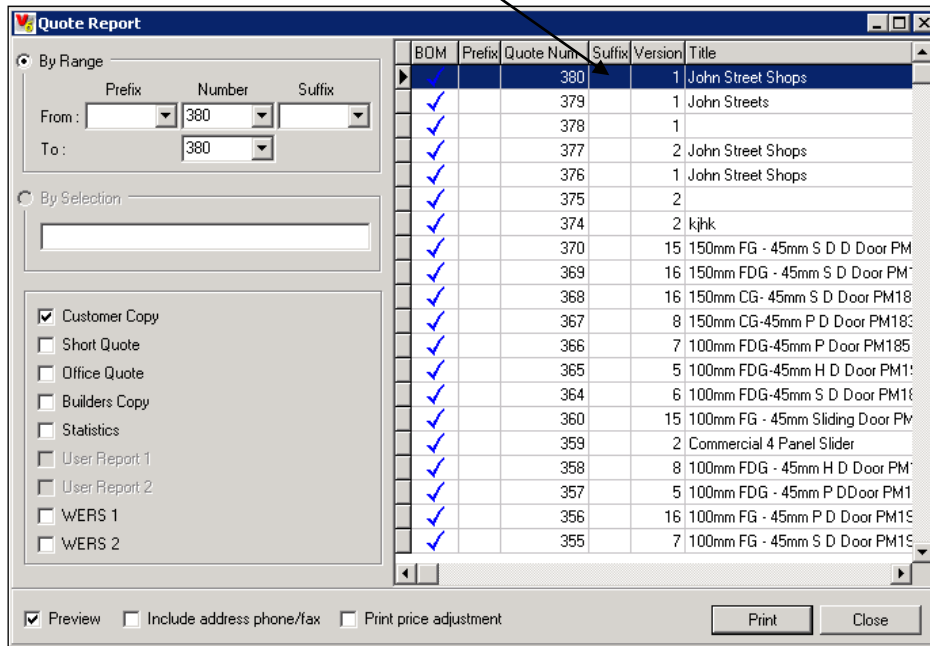 Quote Report
By Range
Prefix Number Suffix
From : 380
To : 380
By Selection
Customer Copy
Short Quote
Office Quote
Builders Copy
Statistics
User Report 1
User Report 2
WERS 1
WERS 2
BOM Prefix Quote Num Suffix Version Title
380 1 John Street Shops
379 1 John Streets
378 1
377 2 John Street Shops
376 1 John Street Shops
375 2
374 2 kjhk
370 15 150mm FG - 45mm S D D Door PM
369 16 150mm FDG - 45mm S D Door PM
368 16 150mm CG- 45mm S D Door PM18
367 8 150mm CG-45mm P D Door PM183
366 7 100mm FDG-45mm P Door PM185
365 5 100mm FDG-45mm H D Door PM1
364 6 100mm FDG-45mm S D Door PM18
360 15 100mm FG - 45mm Sliding Door PM
359 2 Commercial 4 Panel Slider
358 8 100mm FDG - 45mm H D Door PM
357 5 100mm FDG - 45mm P DDoor PM1
356 16 100mm FG - 45mm P D Door PM19
355 7 100mm FG - 45mm S D Door PM19
Preview Include address phone/fax Print price adjustment Print Close